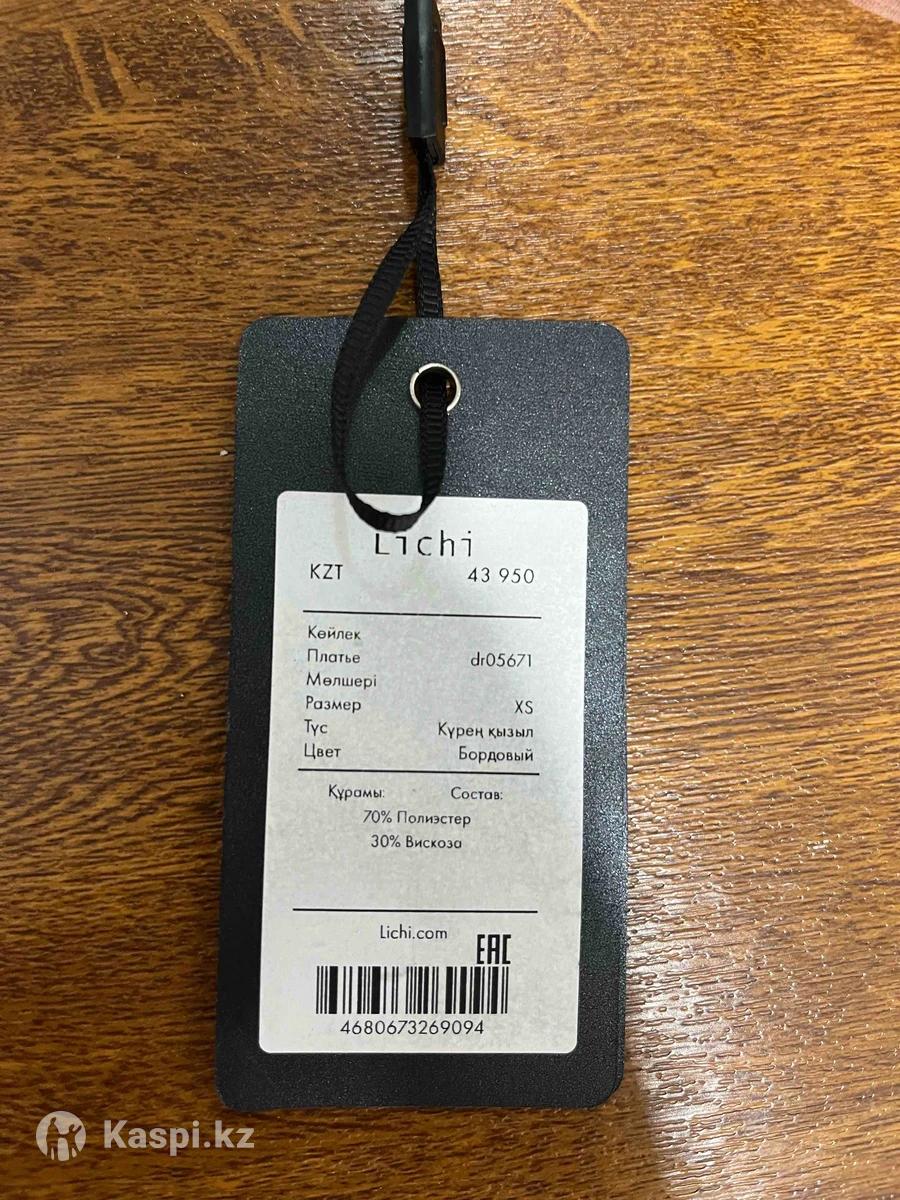 Lichi
KZT 43 950
Көйлек
Платье dr05671
Мөлшері
Размер XS
Түс Күрең қызыл
Цвет Бордовый
Құрамы: Состав:
70% Полиэстер
30% Вискоза
Lichi.com
EAC
4680673269094
Kaspi.kz